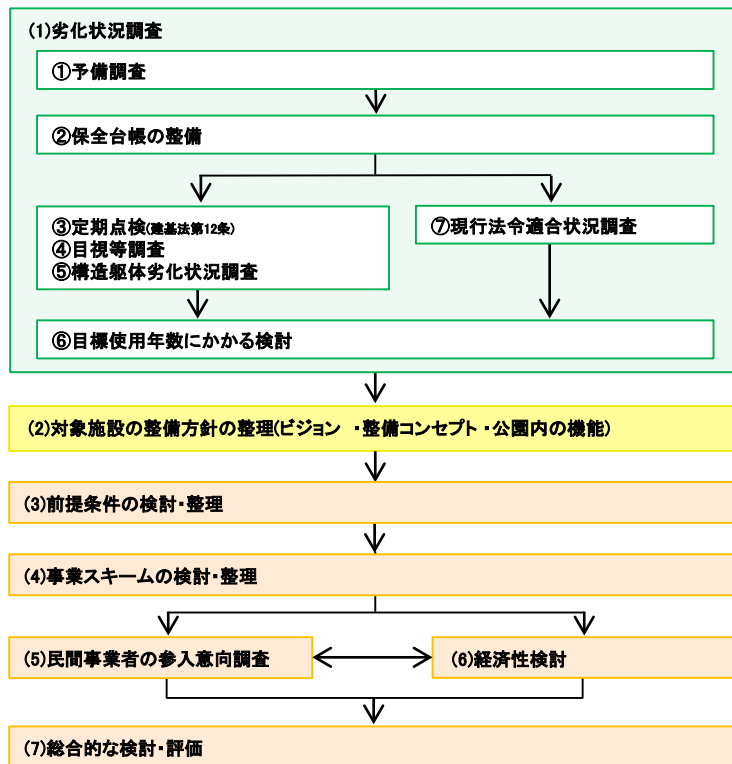 (1)劣化状況調査
①予備調査
②保全台帳の整備
③定期点検(建基法第12条)
④目視等調査
⑤構造躯体劣化状況調査
⑦現行法令適合状況調査
⑥目標使用年数にかかる検討
(2)対象施設の整備方針の整理(ビジョン ・整備コンセプト・公園内の機能)
(3)前提条件の検討・整理
(4)事業スキームの検討・整理
(5)民間事業者の参入意向調査
(6)経済性検討
(7)総合的な検討・評価